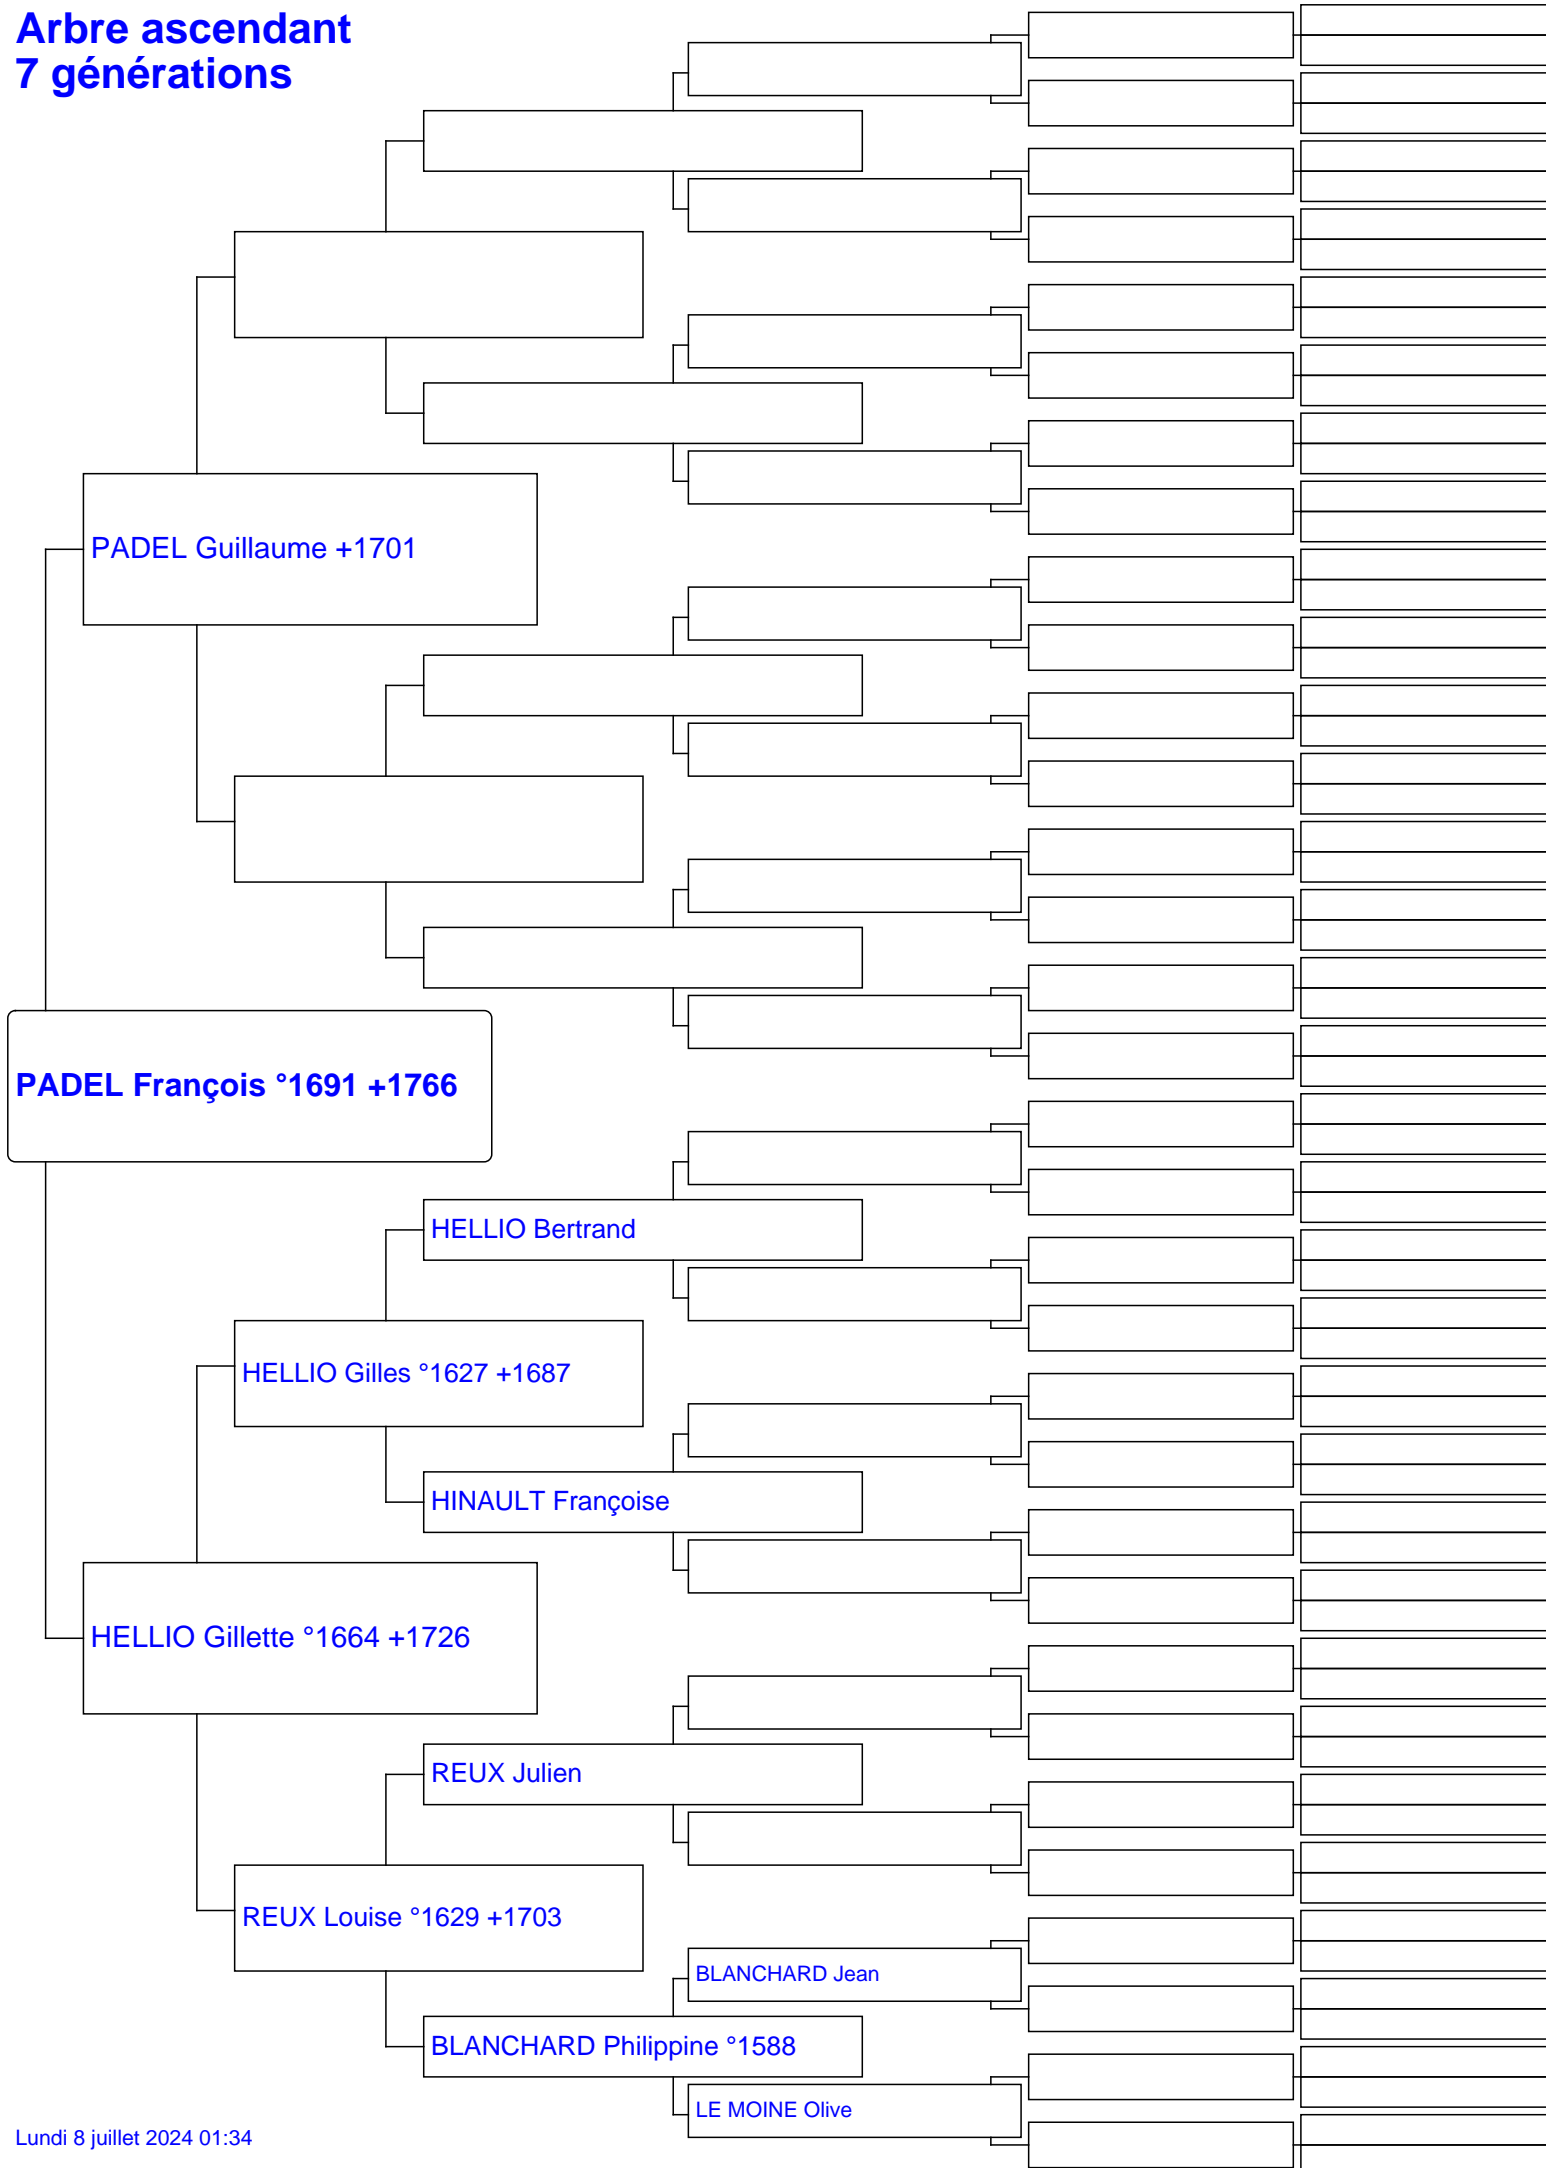 Arbre ascendant
7 générations
PADEL Guillaume +1701
PADEL François °1691 +1766
HELLIO Bertrand
HELLIO Gilles °1627 +1687
HINAULT Françoise
HELLIO Gillette °1664 +1726
REUX Julien
REUX Louise °1629 +1703
BLANCHARD Jean
BLANCHARD Philippine °1588
LE MOINE Olive
Lundi 8 juillet 2024 01:34